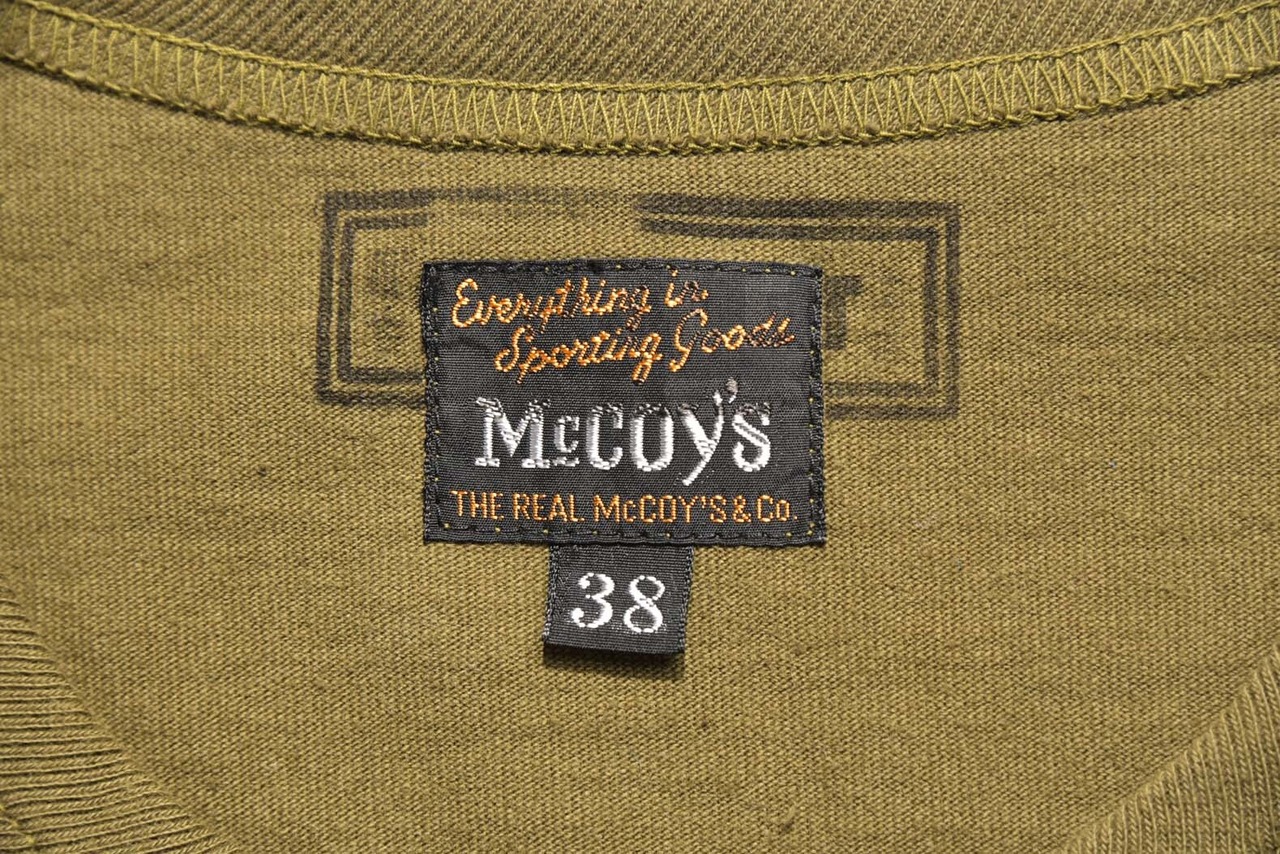 Everything in
Sporting Goods
McCOY'S
THE REAL McCOY'S & Co.
38